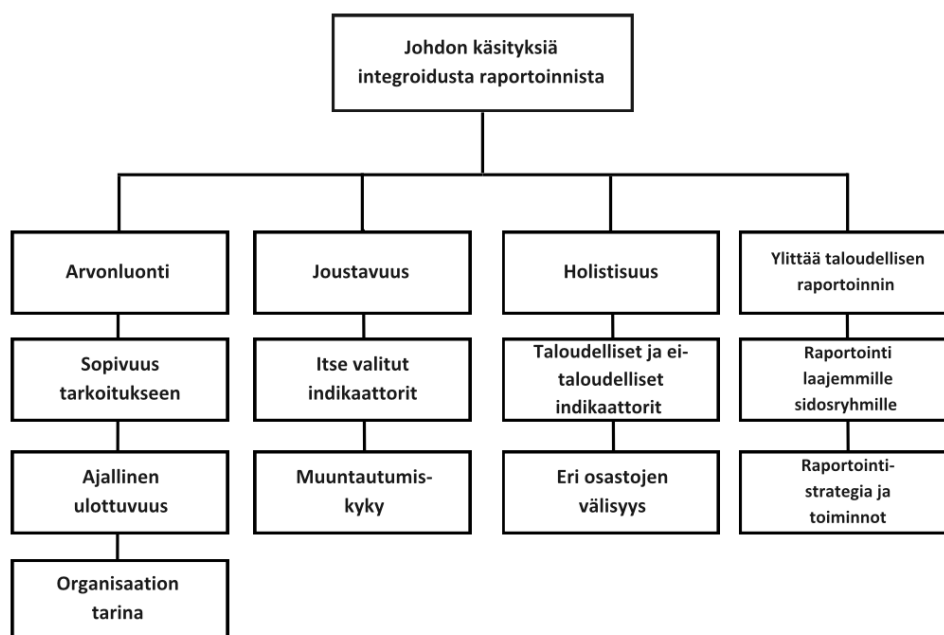 Johdon käsityksiä
integroidusta raportoinnista
Arvonluonti
Sopivuus
tarkoitukseen
Ajallinen
ulottuvuus
Organisaation
tarina
Joustavuus
Itse valitut
indikaattorit
Muuntautumis-
kyky
Holistisuus
Taloudelliset ja ei-
taloudelliset
indikaattorit
Eri osastojen
välisyys
Ylittää taloudellisen
raportoinnin
Raportointi
laajemmille
sidosryhmille
Raportointi-
strategia ja
toiminnot